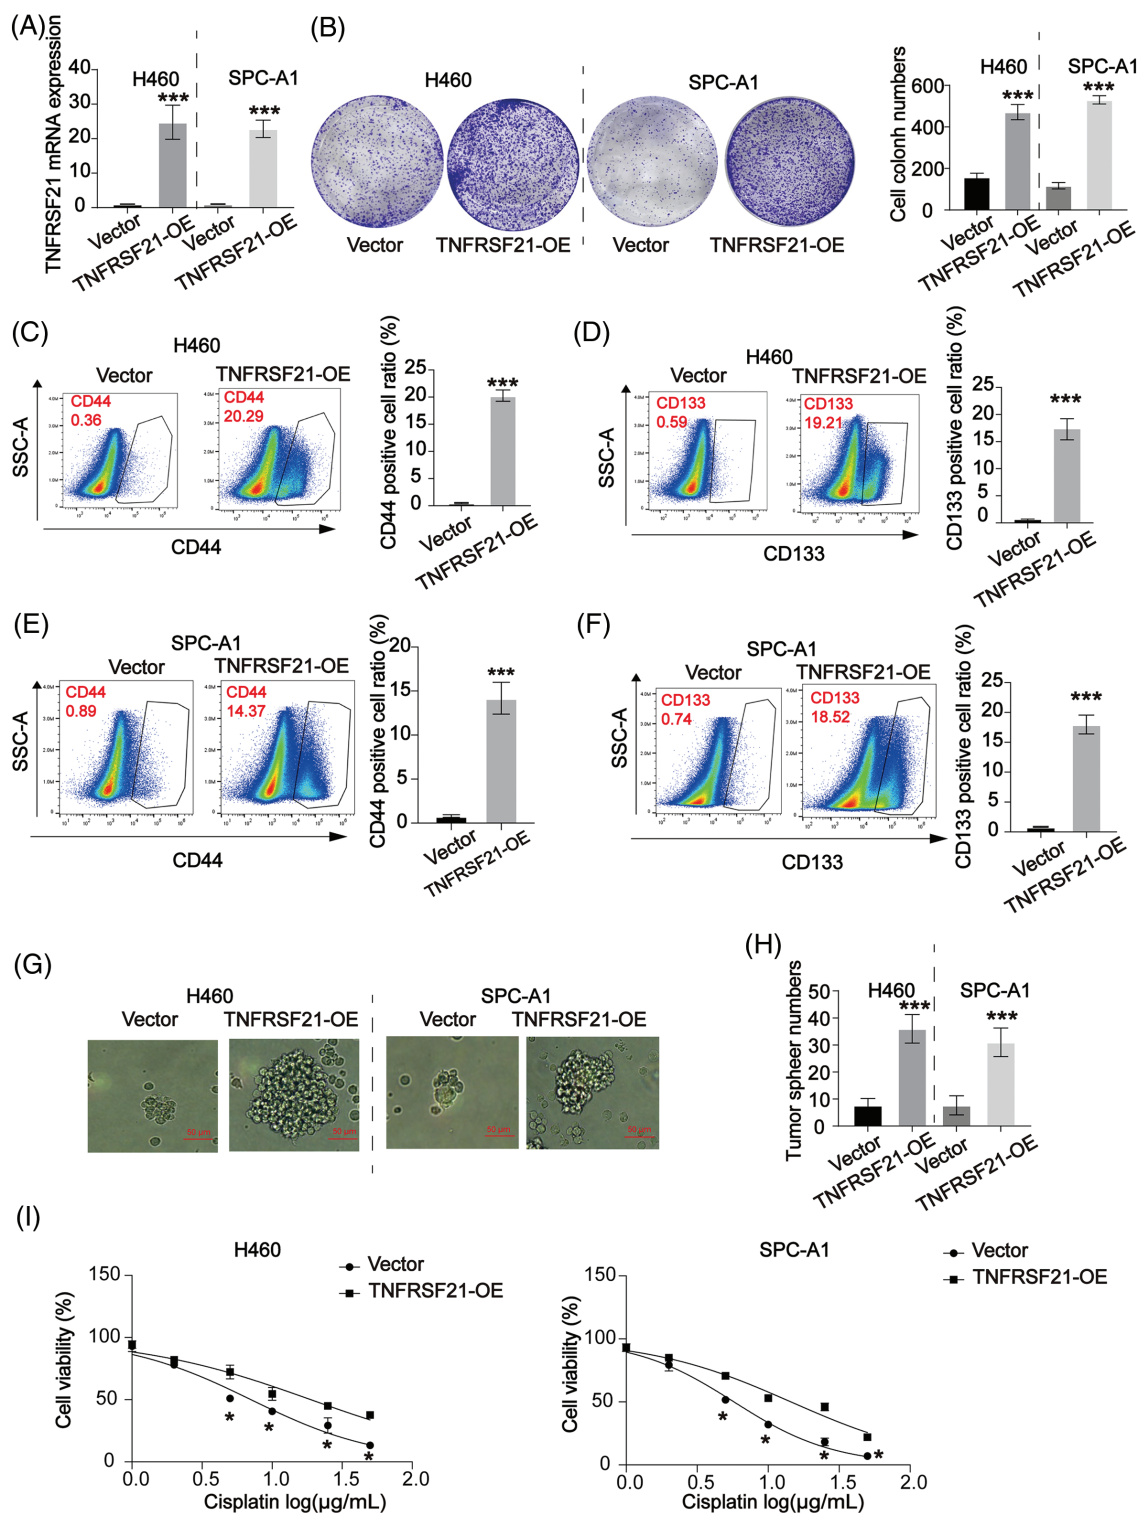 (A)
TNFRSF21 mRNA expression
40
30
20
10
0
H460
SPC-A1
***
***
Vector
TNFRSF21-OE
Vector
TNFRSF21-OE
(B)
H460
SPC-A1
Vector
TNFRSF21-OE
Vector
TNFRSF21-OE
Cell colonh numbers
600
400
200
0
H460
SPC-A1
***
***
Vector
TNFRSF21-OE
Vector
TNFRSF21-OE
(C)
H460
Vector
TNFRSF21-OE
CD44
0.36
CD44
20.29
SSC-A
CD44
CD44 positive cell ratio (%)
25
20
15
10
5
0
***
Vector
TNFRSF21-OE
(D)
H460
Vector
TNFRSF21-OE
CD133
0.59
CD133
19.21
SSC-A
CD133
CD133 positive cell ratio (%)
25
20
15
10
5
0
***
Vector
TNFRSF21-OE
(E)
SPC-A1
Vector
TNFRSF21-OE
CD44
0.89
CD44
14.37
SSC-A
CD44
CD44 positive cell ratio (%)
20
15
10
5
0
***
Vector
TNFRSF21-OE
(F)
SPC-A1
Vector
TNFRSF21-OE
CD133
0.74
CD133
18.52
SSC-A
CD133
CD133 positive cell ratio (%)
25
20
15
10
5
0
***
Vector
TNFRSF21-OE
(G)
H460
SPC-A1
Vector
TNFRSF21-OE
Vector
TNFRSF21-OE
50 μm
50 μm
50 μm
50 μm
(H)
Tumor spheer numbers
50
40
30
20
10
0
H460
SPC-A1
***
***
Vector
TNFRSF21-OE
Vector
TNFRSF21-OE
(I)
H460
Vector
TNFRSF21-OE
Cell viability (%)
150
100
50
0
* * * *
0.0 0.5 1.0 1.5 2.0
Cisplatin log(μg/mL)
SPC-A1
Vector
TNFRSF21-OE
Cell viability (%)
150
100
50
0
* * * *
0.0 0.5 1.0 1.5 2.0
Cisplatin log(μg/mL)